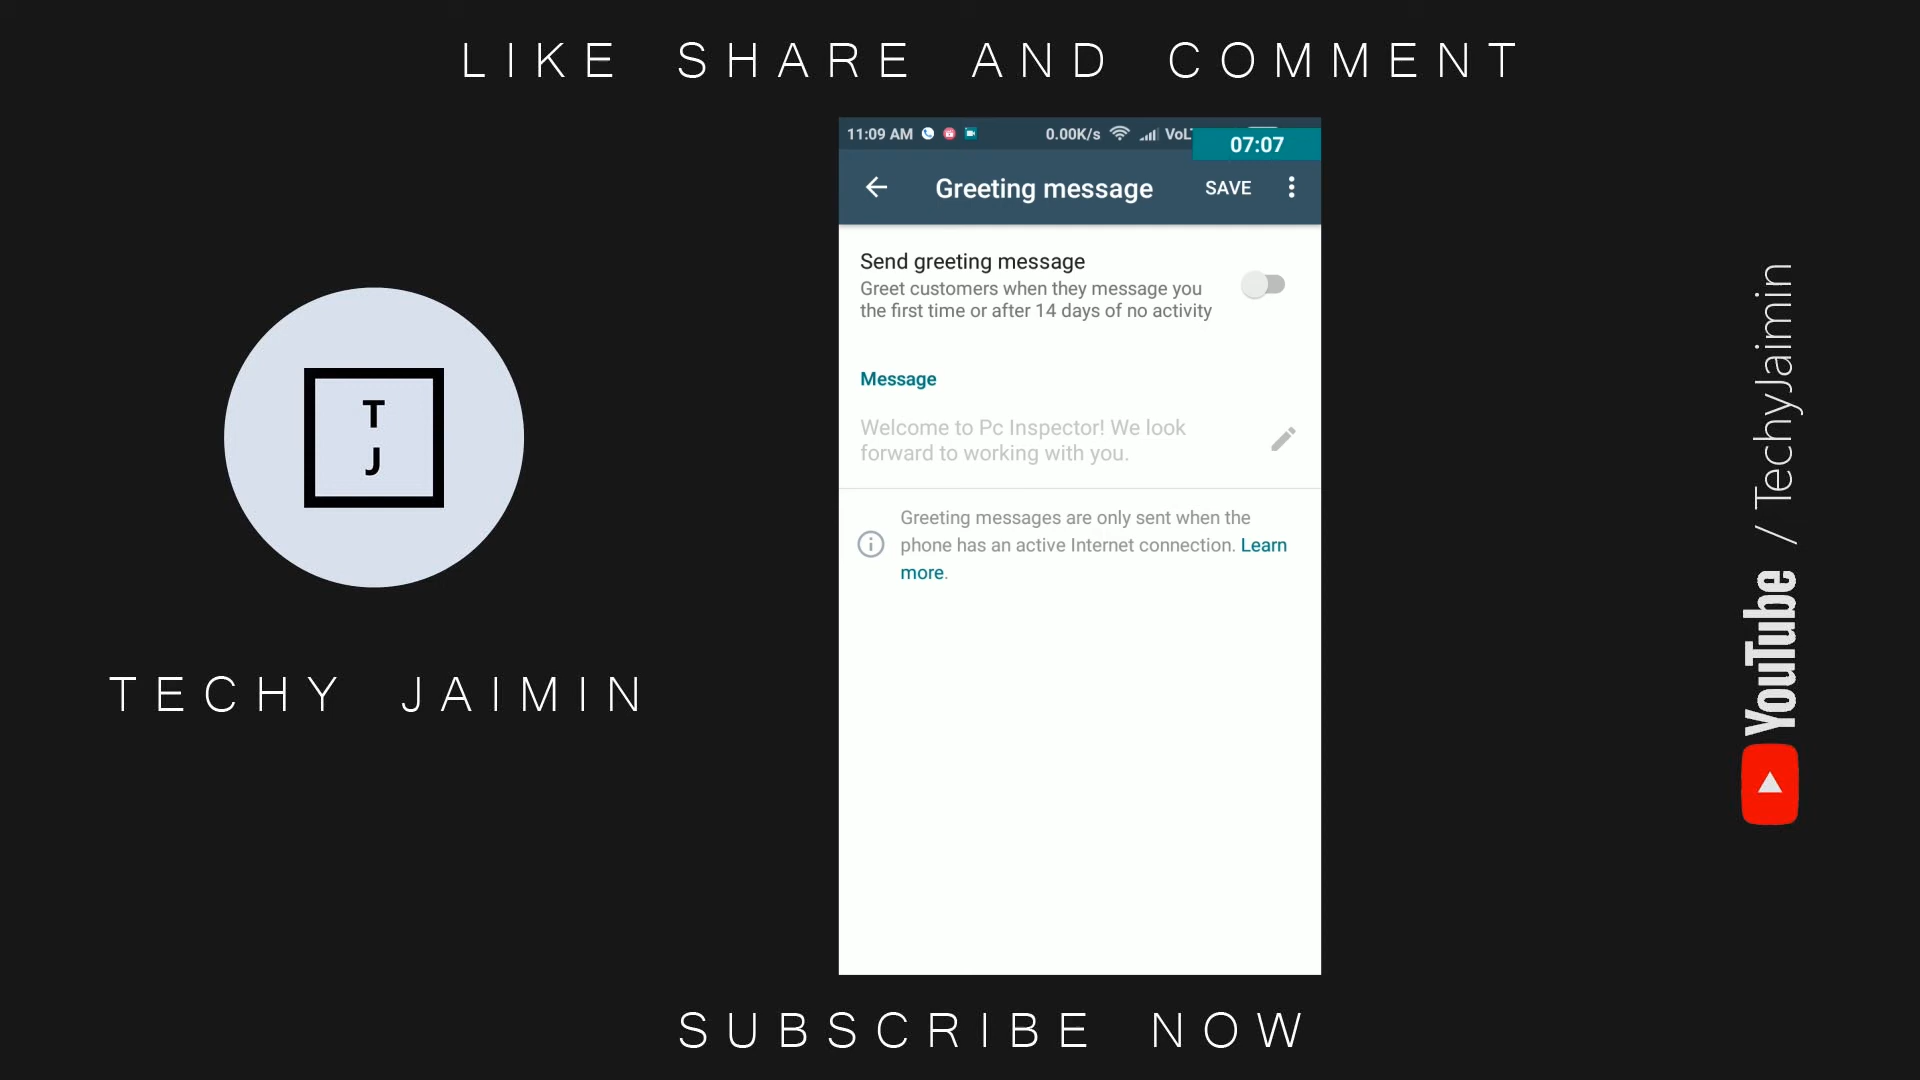 LIKE SHARE AND COMMENT
11:09 AM
0.00K/s
07:07
Greeting message
SAVE
Send greeting message
Greet customers when they message you
the first time or after 14 days of no activity
Message
Welcome to Pc Inspector! We look
forward to working with you.
Greeting messages are only sent when the
phone has an active Internet connection. Learn
more.
T
J
TECHY JAIMIN
YouTube / TechyJaimin
SUBSCRIBE NOW